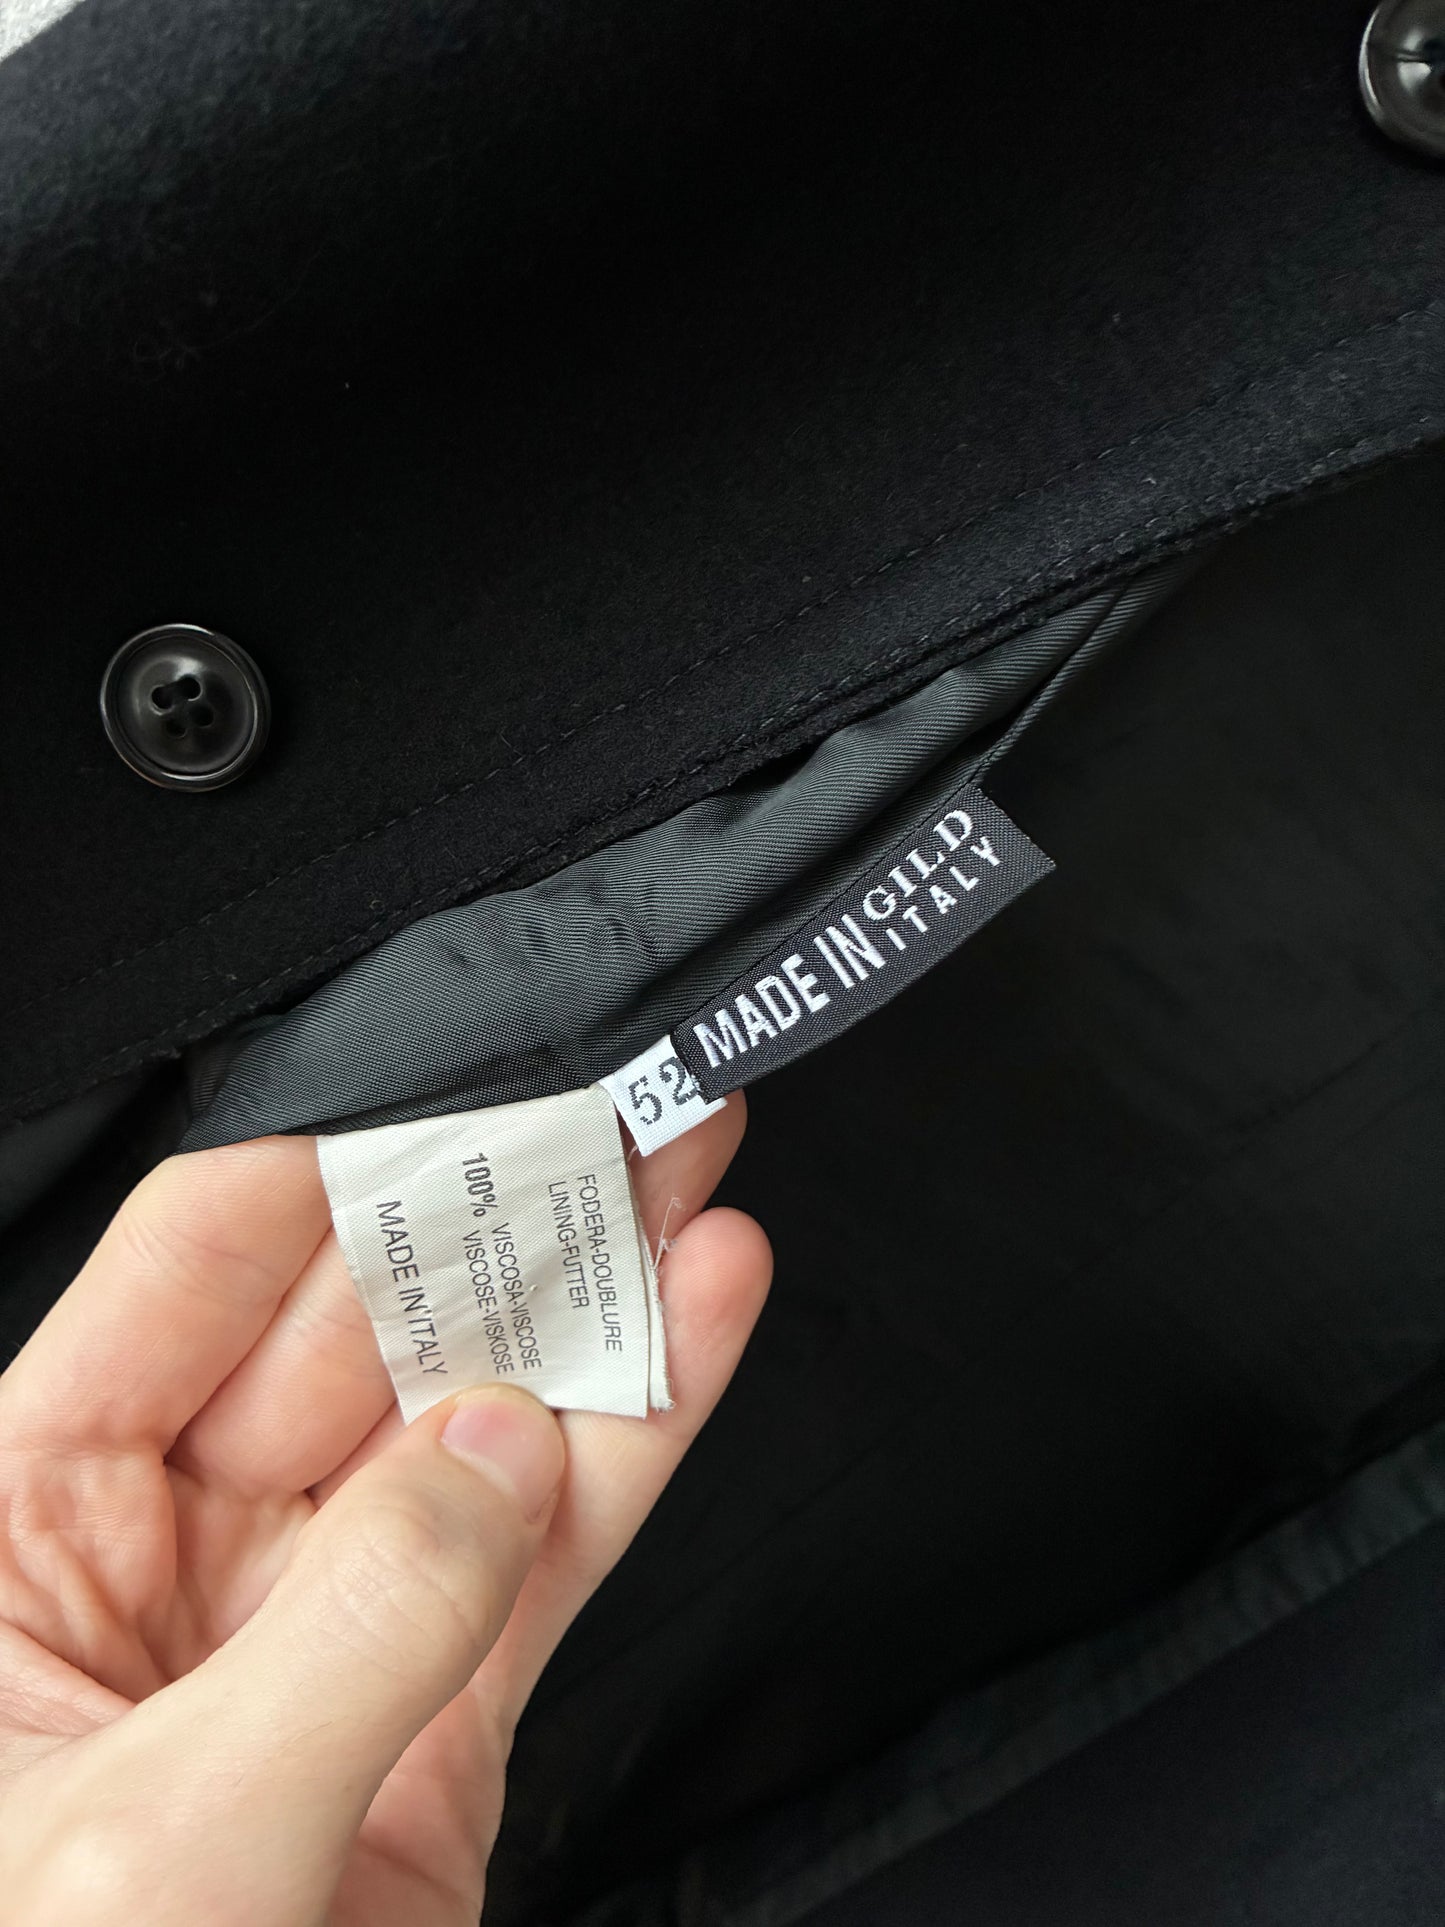 MADE IN GILD
ITALY
52
FODERA-DOUBLURE
LINING-FUTTER
100% VISCOSA-VISCOSE
VISCOSE-VISKOSE
MADE IN ITALY